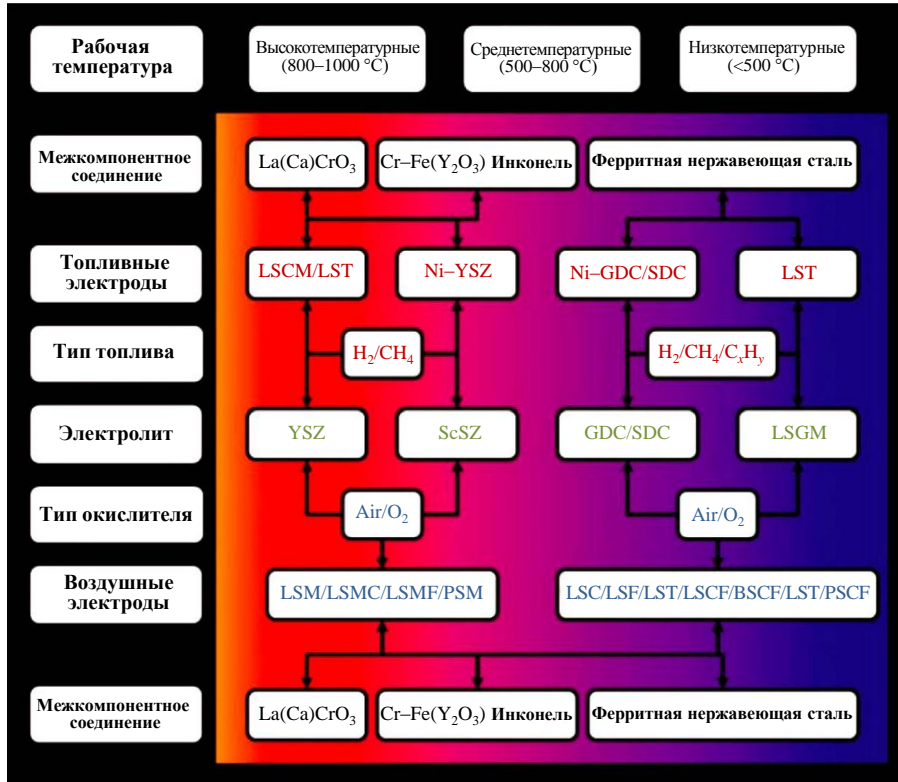 Рабочая
температура
Высокотемпературные
(800–1000 °C)
Среднетемпературные
(500–800 °C)
Низкотемпературные
(<500 °C)
Межкомпонентное
соединение
La(Ca)CrO₃
Cr–Fe(Y₂O₃) Инконель
Ферритная нержавеющая сталь
Топливные
электроды
LSCM/LST
Ni–YSZ
Ni–GDC/SDC
LST
Тип топлива
H₂/CH₄
H₂/CH₄/CₓHᵧ
Электролит
YSZ
ScSZ
GDC/SDC
LSGM
Тип окислителя
Air/O₂
Air/O₂
Воздушные
электроды
LSM/LSMC/LSMF/PSM
LSC/LSF/LST/LSCF/BSCF/LST/PSCF
Межкомпонентное
соединение
La(Ca)CrO₃
Cr–Fe(Y₂O₃) Инконель
Ферритная нержавеющая сталь